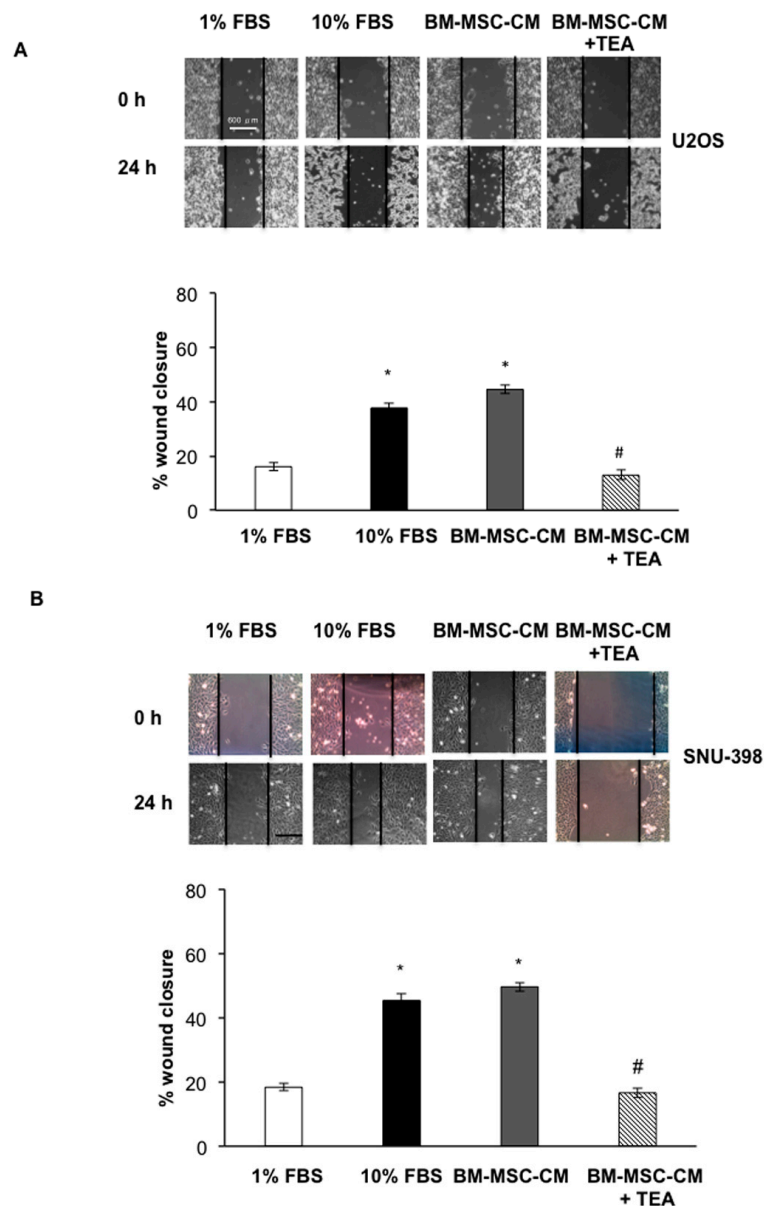 A
1% FBS 10% FBS BM-MSC-CM BM-MSC-CM
+TEA
0 h
600 μm
U2OS
24 h
80
60
40
20
0
% wound closure
*
*
#
1% FBS 10% FBS BM-MSC-CM BM-MSC-CM
+ TEA
B
1% FBS 10% FBS BM-MSC-CM BM-MSC-CM
+TEA
0 h
SNU-398
24 h
80
60
40
20
0
% wound closure
*
*
#
1% FBS 10% FBS BM-MSC-CM BM-MSC-CM
+ TEA